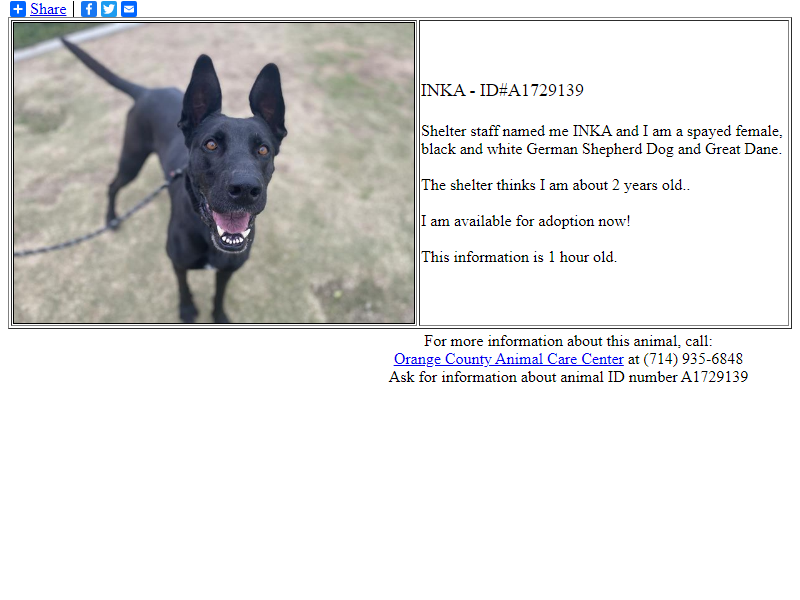 Share |
INKA - ID#A1729139
Shelter staff named me INKA and I am a spayed female,
black and white German Shepherd Dog and Great Dane.
The shelter thinks I am about 2 years old..
I am available for adoption now!
This information is 1 hour old.
For more information about this animal, call:
Orange County Animal Care Center at (714) 935-6848
Ask for information about animal ID number A1729139